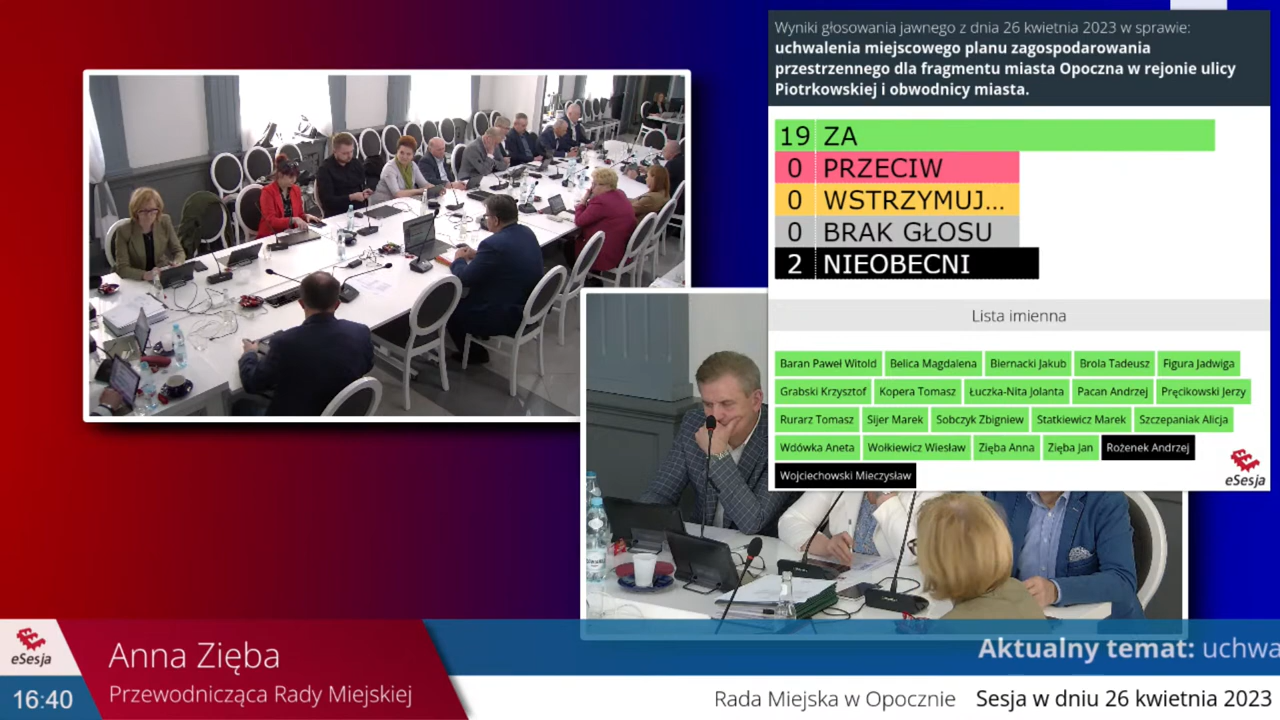 Wyniki głosowania jawnego z dnia 26 kwietnia 2023 w sprawie:
uchwalenia miejscowego planu zagospodarowania
przestrzennego dla fragmentu miasta Opoczna w rejonie ulicy
Piotrkowskiej i obwodnicy miasta.
19 ZA
0 PRZECIW
0 WSTRZYMUJ...
0 BRAK GŁOSU
2 NIEOBECNI
Lista imienna
Baran Paweł Witold Belica Magdalena Biernacki Jakub Brola Tadeusz Figura Jadwiga
Grabski Krzysztof Kopera Tomasz Łuczka-Nita Jolanta Pacan Andrzej Pręcikowski Jerzy
Rurarz Tomasz Sijer Marek Sobczyk Zbigniew Statkiewicz Marek Szczepaniak Alicja
Wdówka Aneta Wołkiewicz Wiesław Zięba Anna Zięba Jan Rożenek Andrzej
Wojciechowski Mieczysław
eSesja
eSesja
16:40
Anna Zięba
Przewodnicząca Rady Miejskiej
Aktualny temat: uchwa
Rada Miejska w Opocznie Sesja w dniu 26 kwietnia 2023